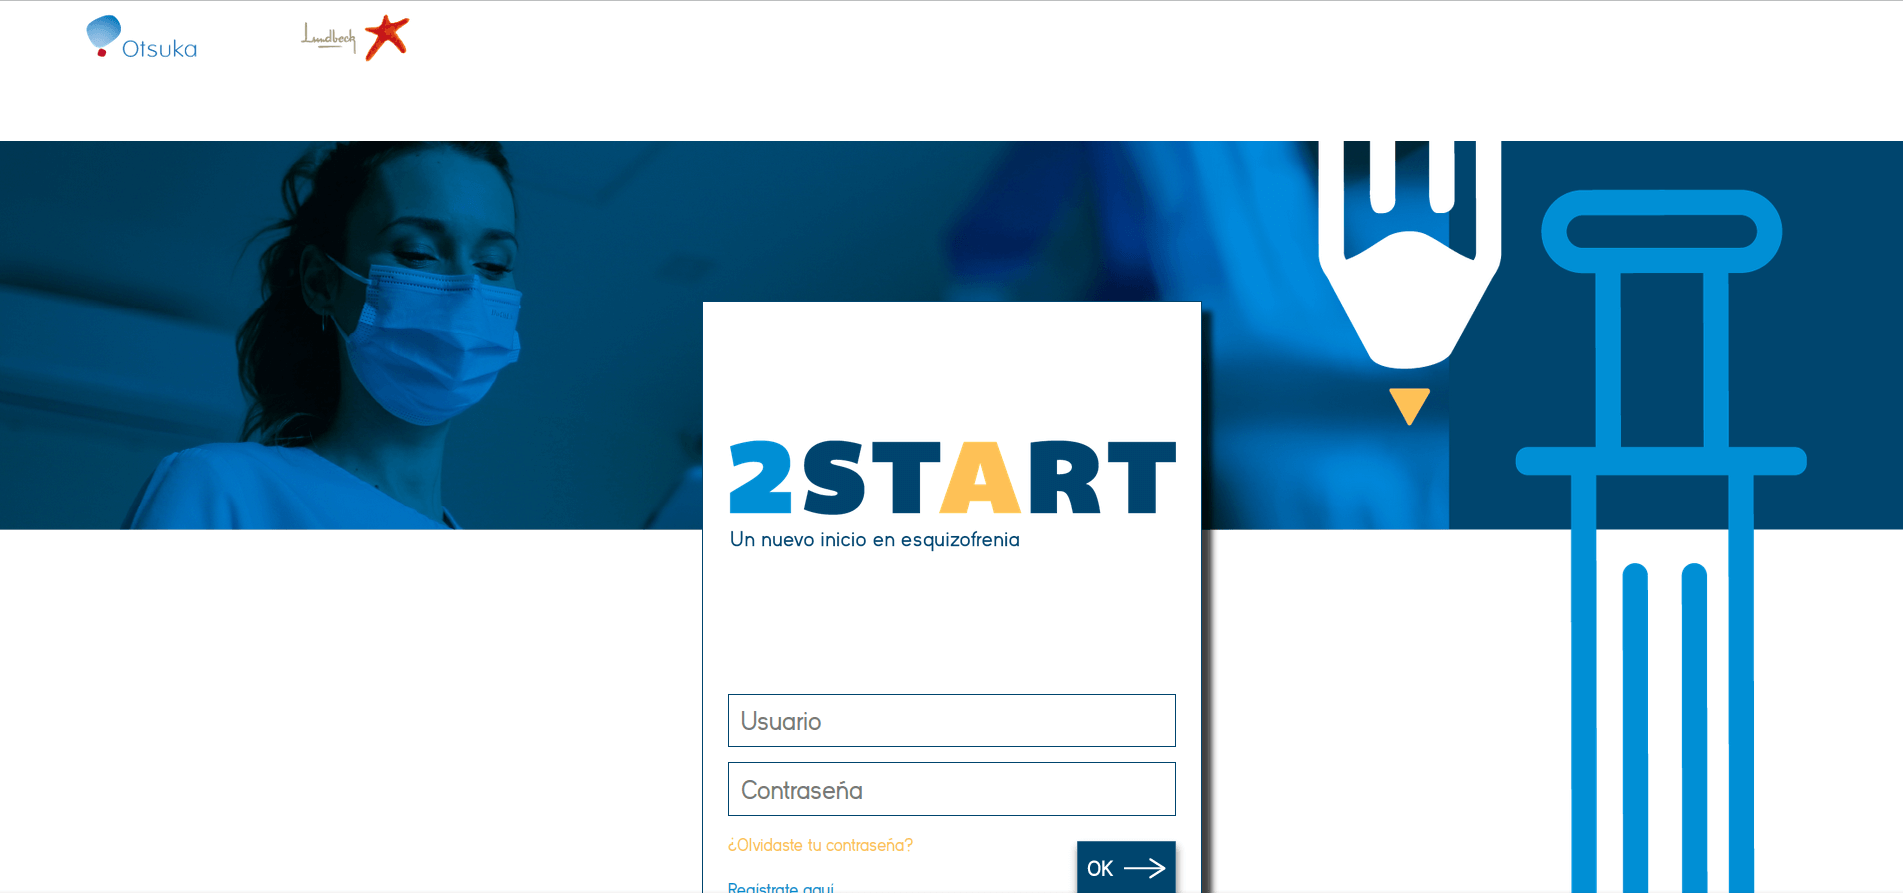 Otsuka
Lundbeck
2START
Un nuevo inicio en esquizofrenia
Usuario
Contraseña
¿Olvidaste tu contraseña?
OK
Registrate aqui